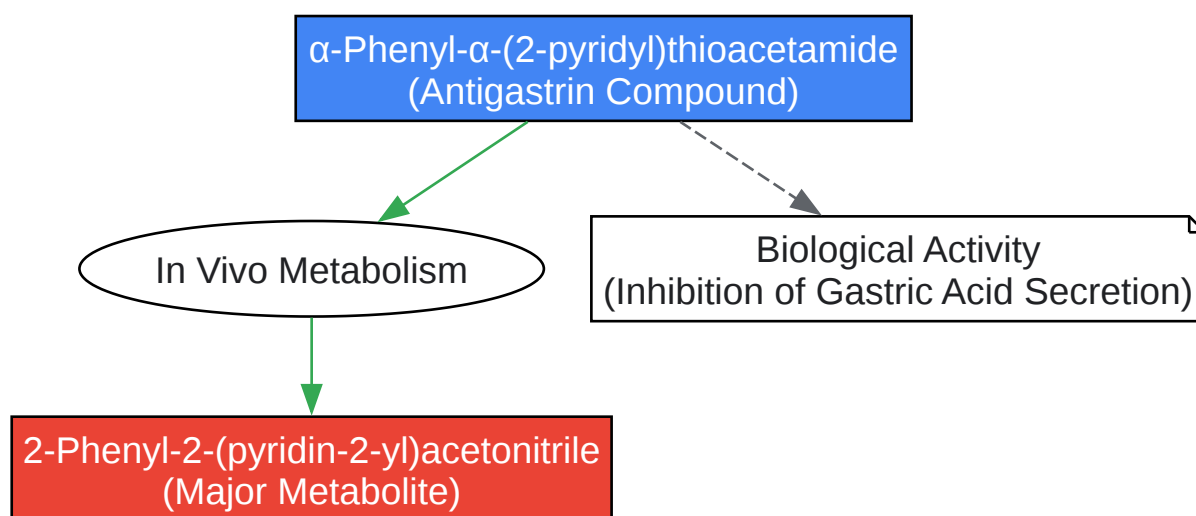 α-Phenyl-α-(2-pyridyl)thioacetamide
(Antigastrin Compound)
In Vivo Metabolism
Biological Activity
(Inhibition of Gastric Acid Secretion)
2-Phenyl-2-(pyridin-2-yl)acetonitrile
(Major Metabolite)